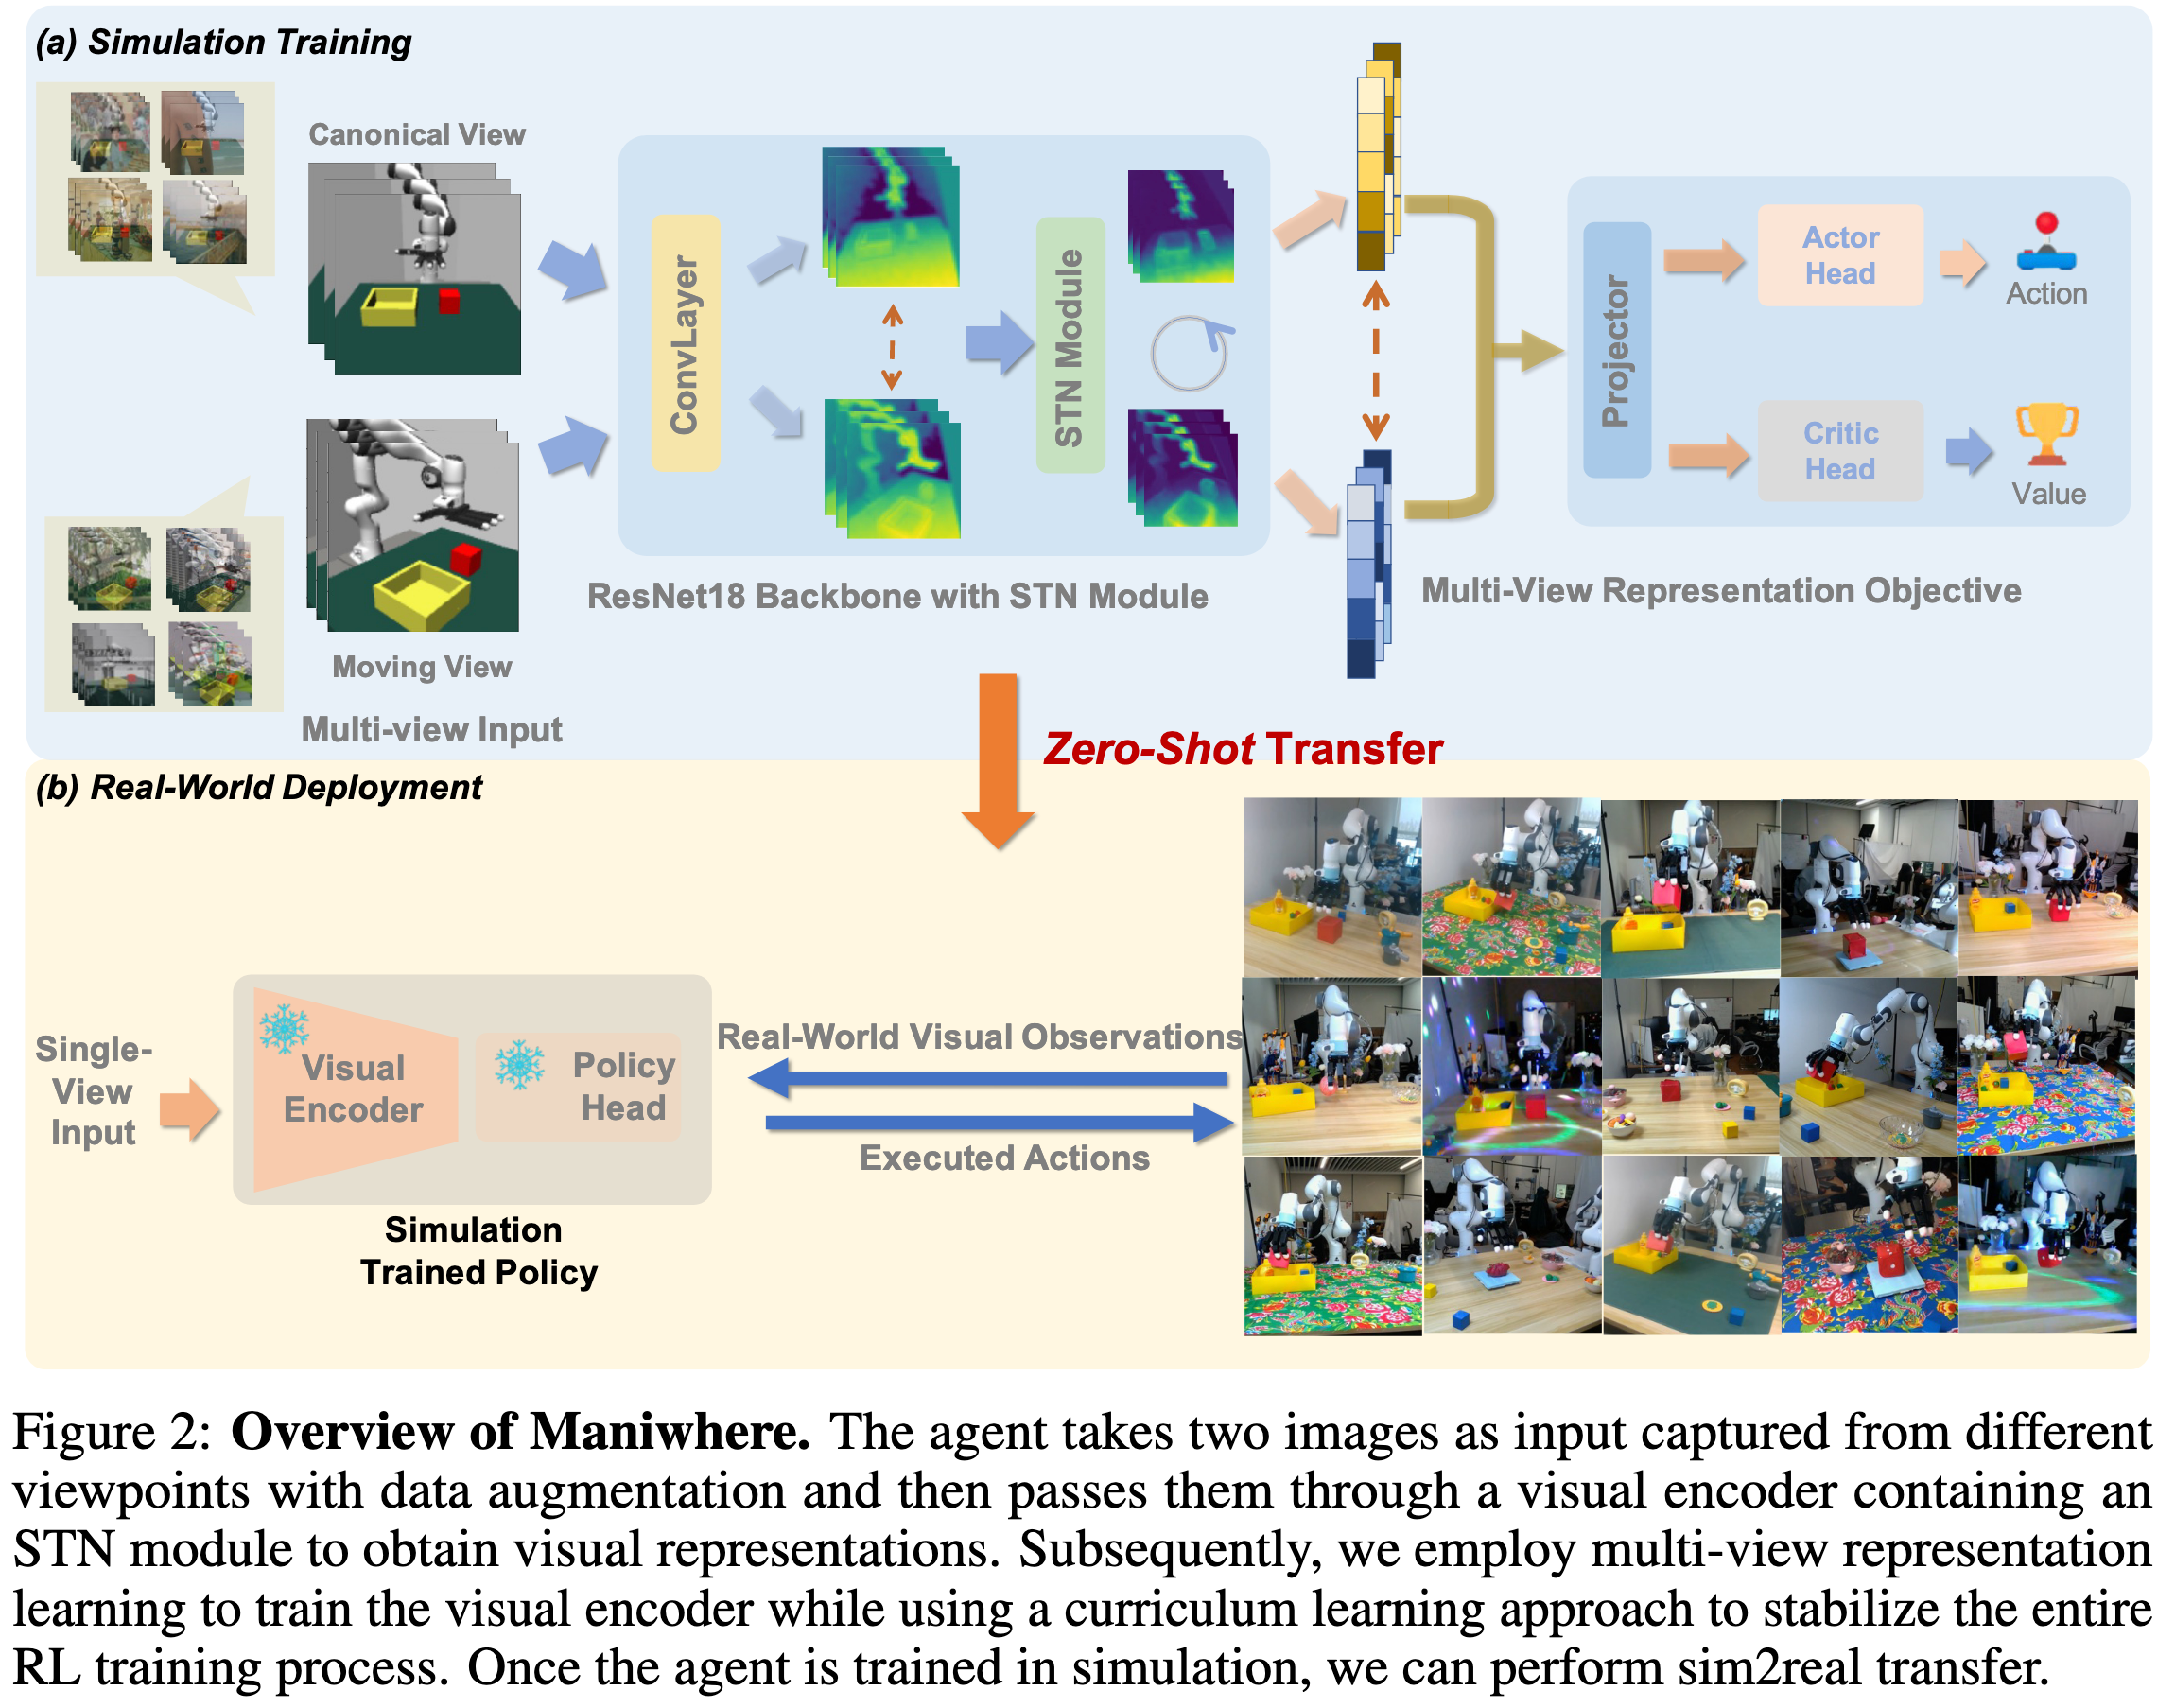 (a) Simulation Training
Canonical View
Moving View
Multi-view Input
ConvLayer
STN Module
ResNet18 Backbone with STN Module
Projector
Actor
Head
Action
Critic
Head
Value
Multi-View Representation Objective
Zero-Shot Transfer
(b) Real-World Deployment
Single-
View
Input
Visual
Encoder
Policy
Head
Simulation
Trained Policy
Real-World Visual Observations
Executed Actions
Figure 2: Overview of Maniwhere. The agent takes two images as input captured from different
viewpoints with data augmentation and then passes them through a visual encoder containing an
STN module to obtain visual representations. Subsequently, we employ multi-view representation
learning to train the visual encoder while using a curriculum learning approach to stabilize the entire
RL training process. Once the agent is trained in simulation, we can perform sim2real transfer.